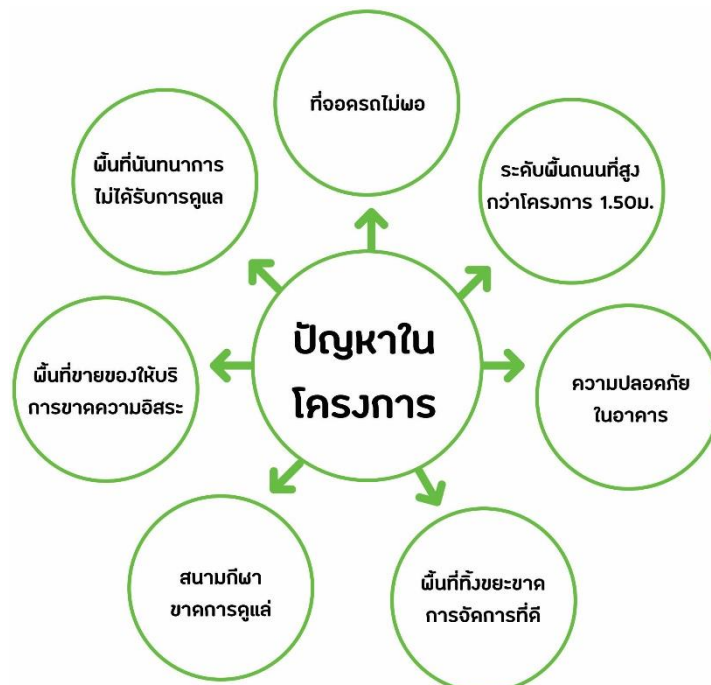 ที่จอดรถไม่พอ
พื้นที่นันทนาการ
ไม่ได้รับการดูแล
ระดับพื้นถนนที่สูง
กว่าโครงการ 1.50ม.
ปัญหาใน
โครงการ
พื้นที่ขายของให้บริ
การขาดความอิสระ
ความปลอดภัย
ในอาคาร
สนามกีฬา
ขาดการดูแล่
พื้นที่ทิ้งขยะขาด
การจัดการที่ดี